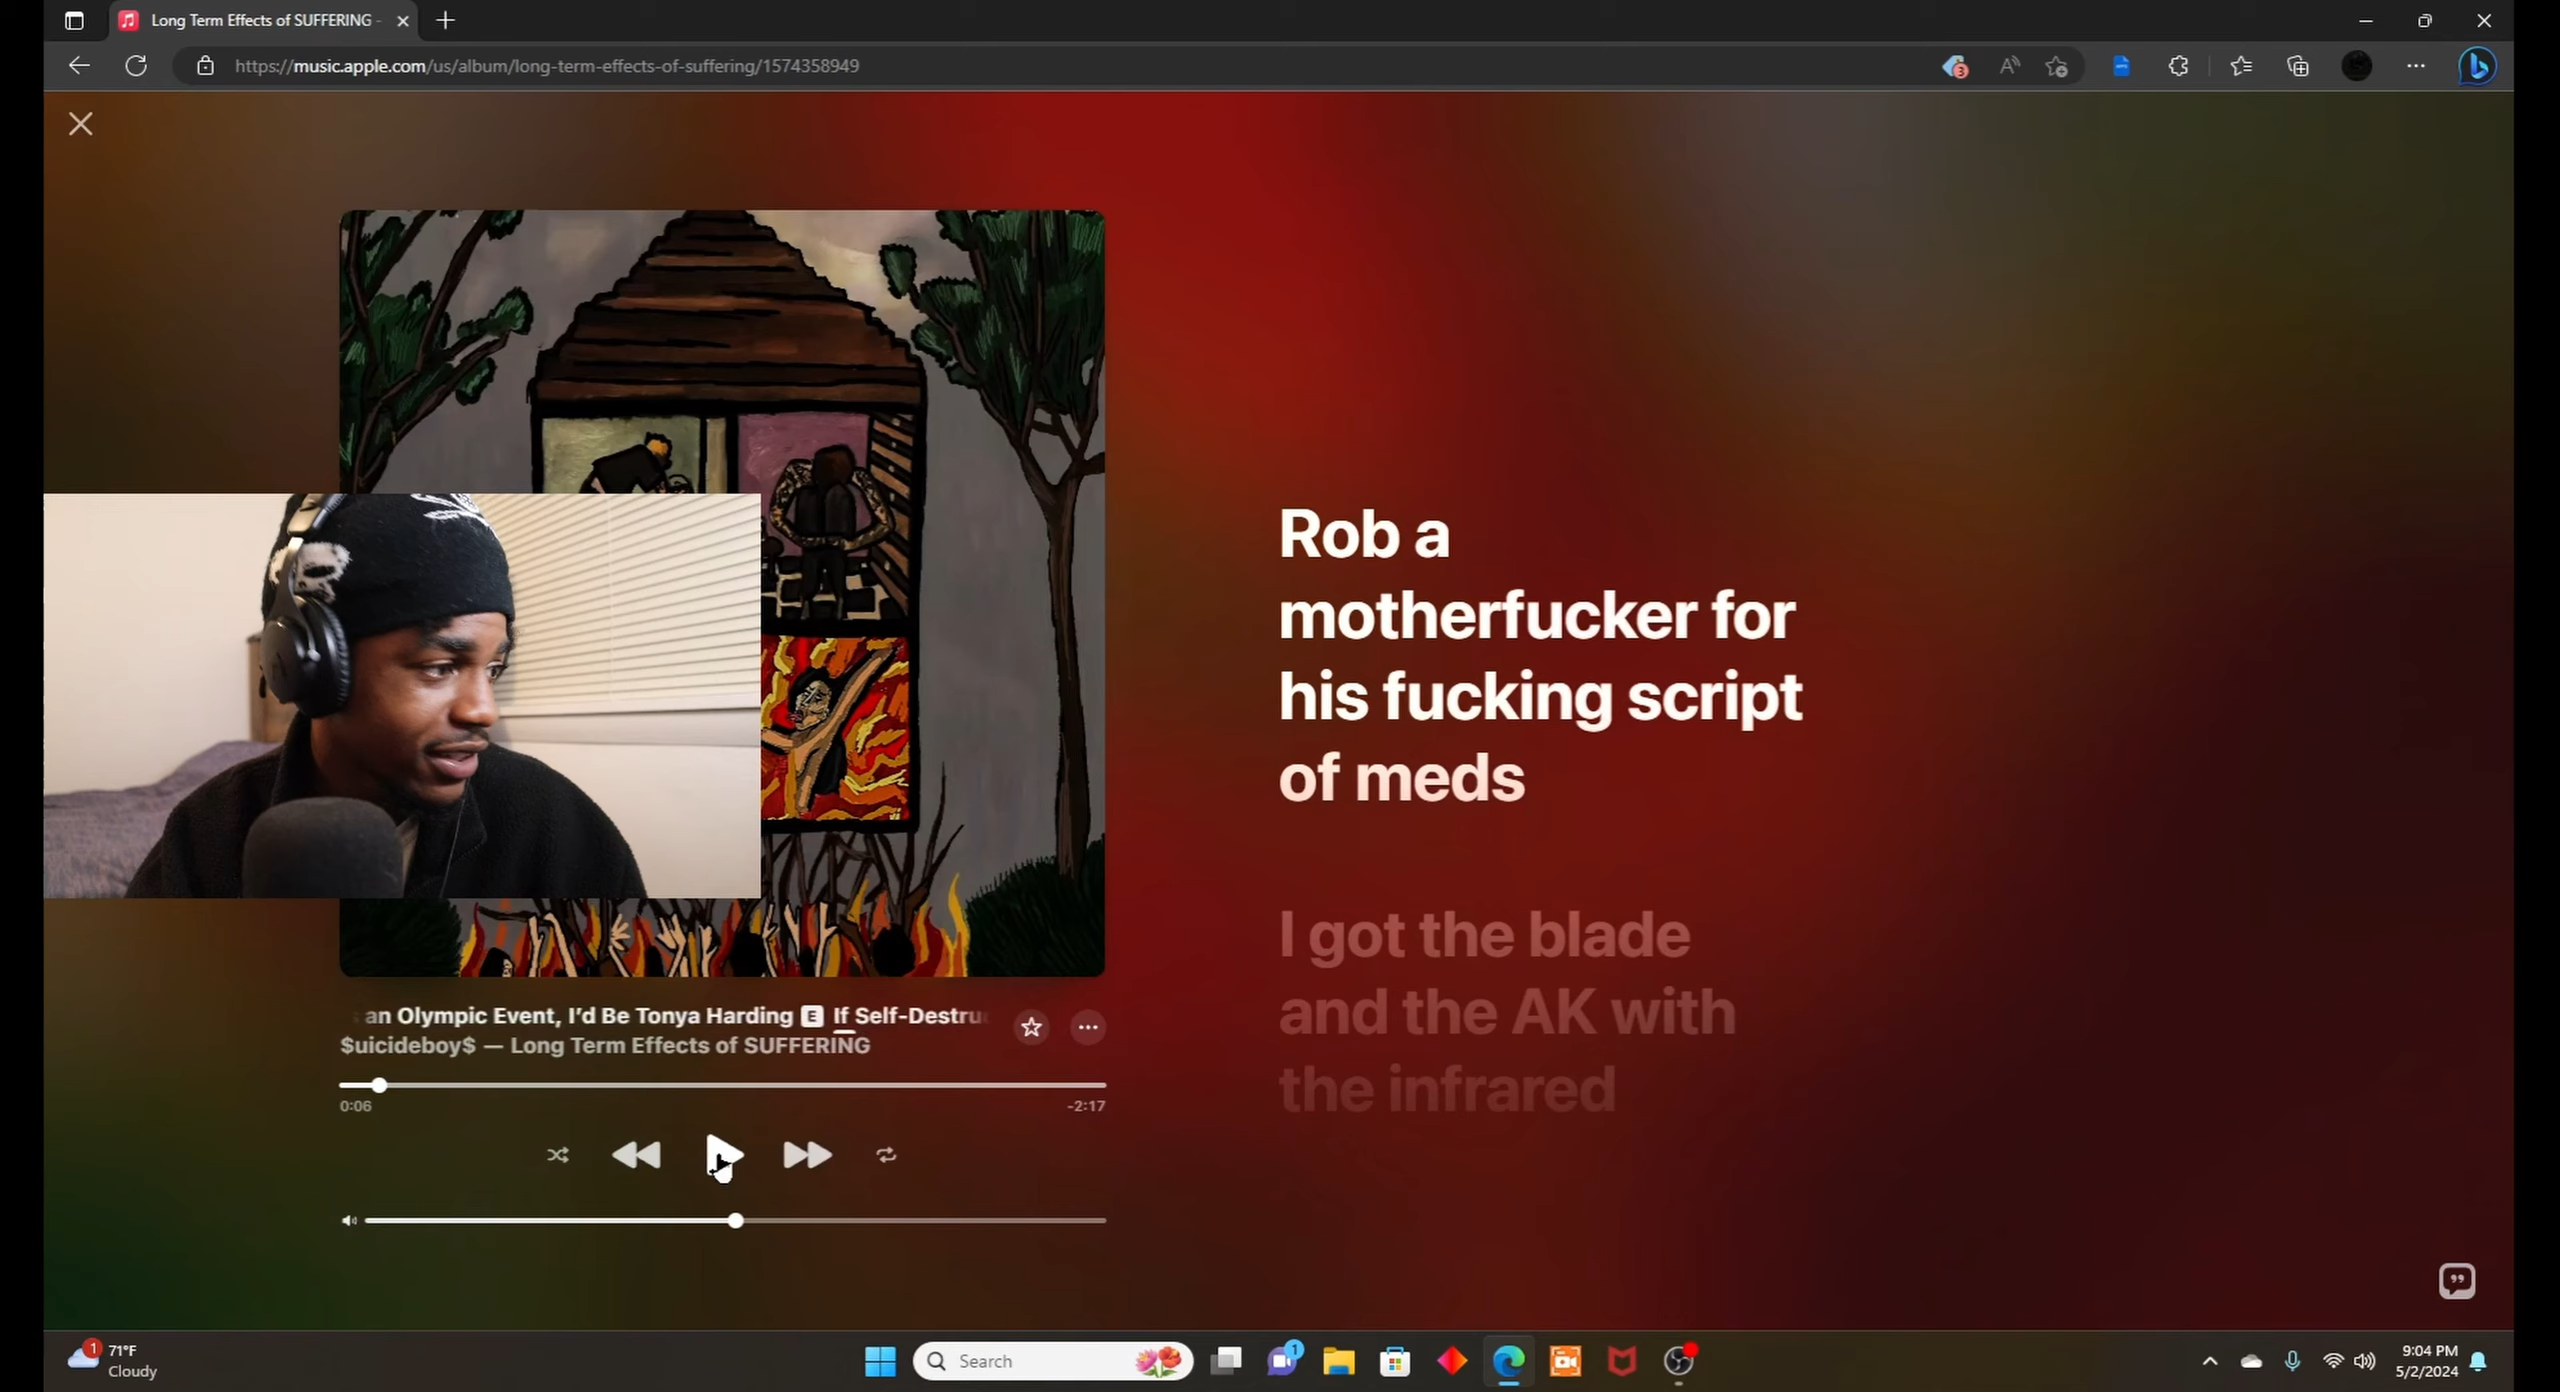 Long Term Effects of SUFFERING -
https://music.apple.com/us/album/long-term-effects-of-suffering/1574358949
3
Rob a
motherfucker for
his fucking script
of meds
I got the blade
and the AK with
the infrared
an Olympic Event, I'd Be Tonya Harding E If Self-Destru
$uicideboy$ — Long Term Effects of SUFFERING
0:06
-2:17
1
71°F
Cloudy
Search
1
9:04 PM
5/2/2024